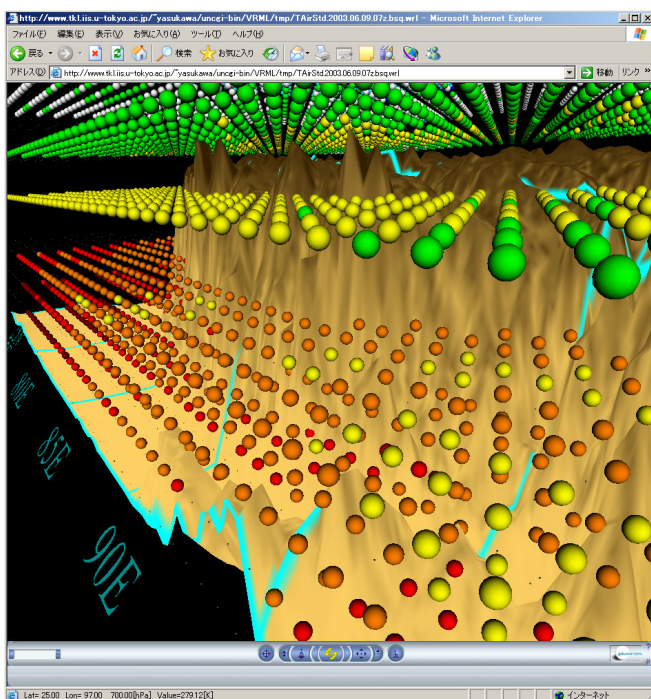 http://www.tkl.iis.u-tokyo.ac.jp/~yasukawa/uncgi-bin/VRML/tmp/TAirStd.2003.06.09.07z.bsq.wrl - Microsoft Internet Explorer
ファイル(F) 編集(E) 表示(V) お気に入り(A) ツール(T) ヘルプ(H)
戻る 検索 お気に入り
アドレス(D) http://www.tkl.iis.u-tokyo.ac.jp/~yasukawa/uncgi-bin/VRML/tmp/TAirStd.2003.06.09.07z.bsq.wrl 移動 リンク »
85E
90E
Lat= 25.00 Lon= 97.00 700.00[hPa] Value=279.12[K] インターネット